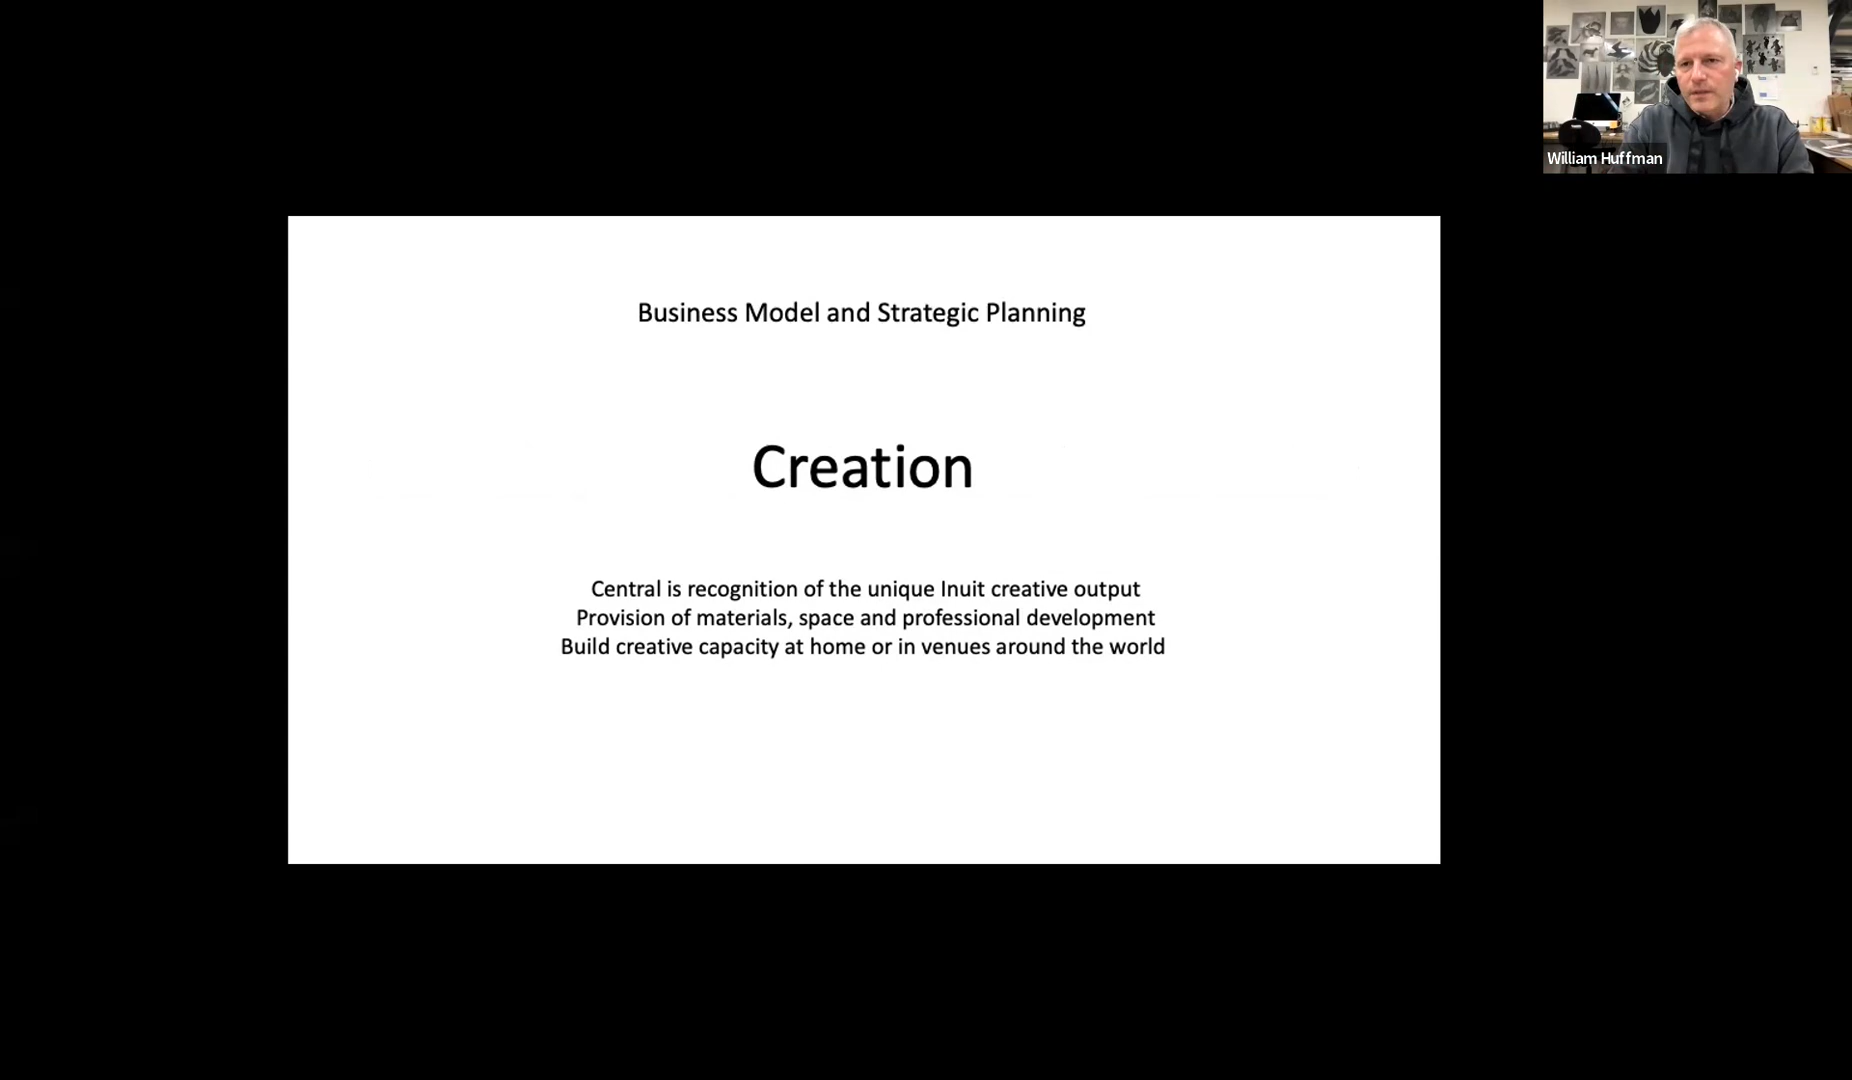 William Huffman
Business Model and Strategic Planning
Creation
Central is recognition of the unique Inuit creative output
Provision of materials, space and professional development
Build creative capacity at home or in venues around the world